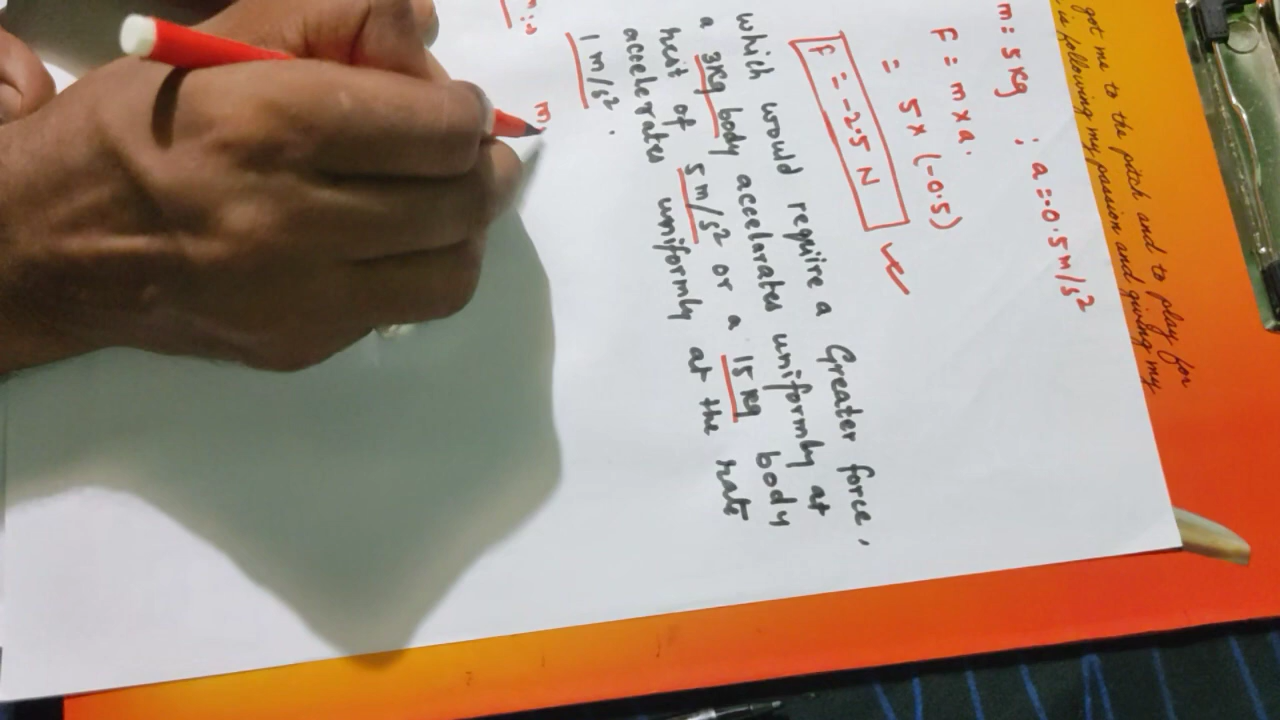 got me to the pitch and to play for
is following my passion and giving my
m = 5 kg ; a = -0.5 m/s²
F = m x a.
= 5 x (-0.5)
F = -2.5 N
which would require a Greater force,
a 3kg body accelarates uniformly at
heit of 5 m/s² or a 15 kg body
accelerates uniformly at the rate
1 m/s².
m